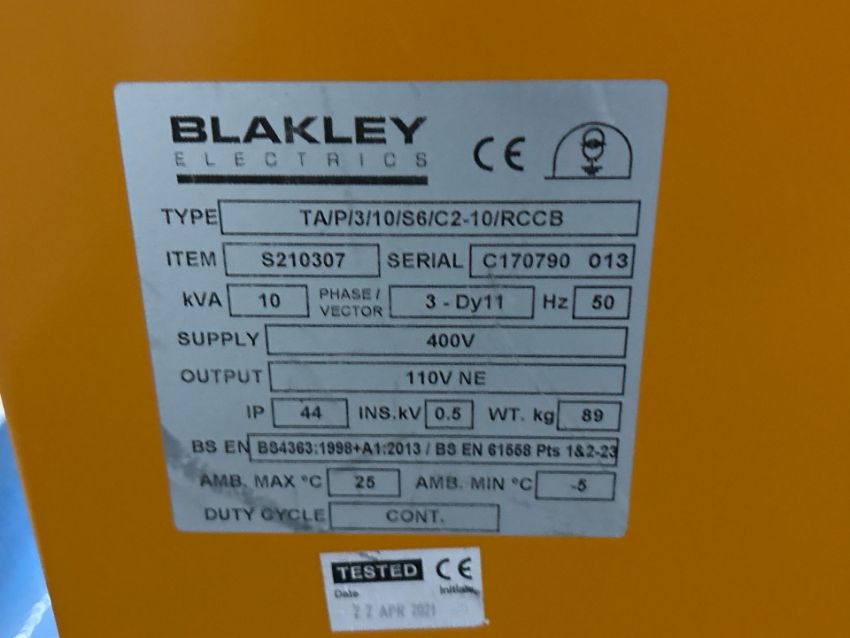 BLAKLEY
ELECTRICS
CE
TYPE TA/P/3/10/S6/C2-10/RCCB
ITEM S210307 SERIAL C170790 013
kVA 10 PHASE / VECTOR 3 - Dy11 Hz 50
SUPPLY 400V
OUTPUT 110V NE
IP 44 INS.kV 0.5 WT. kg 89
BS EN BS4363:1998+A1:2013 / BS EN 61558 Pts 1&2-23
AMB. MAX °C 25 AMB. MIN °C -5
DUTY CYCLE CONT.
TESTED CE
Date Initials
22 APR 2021